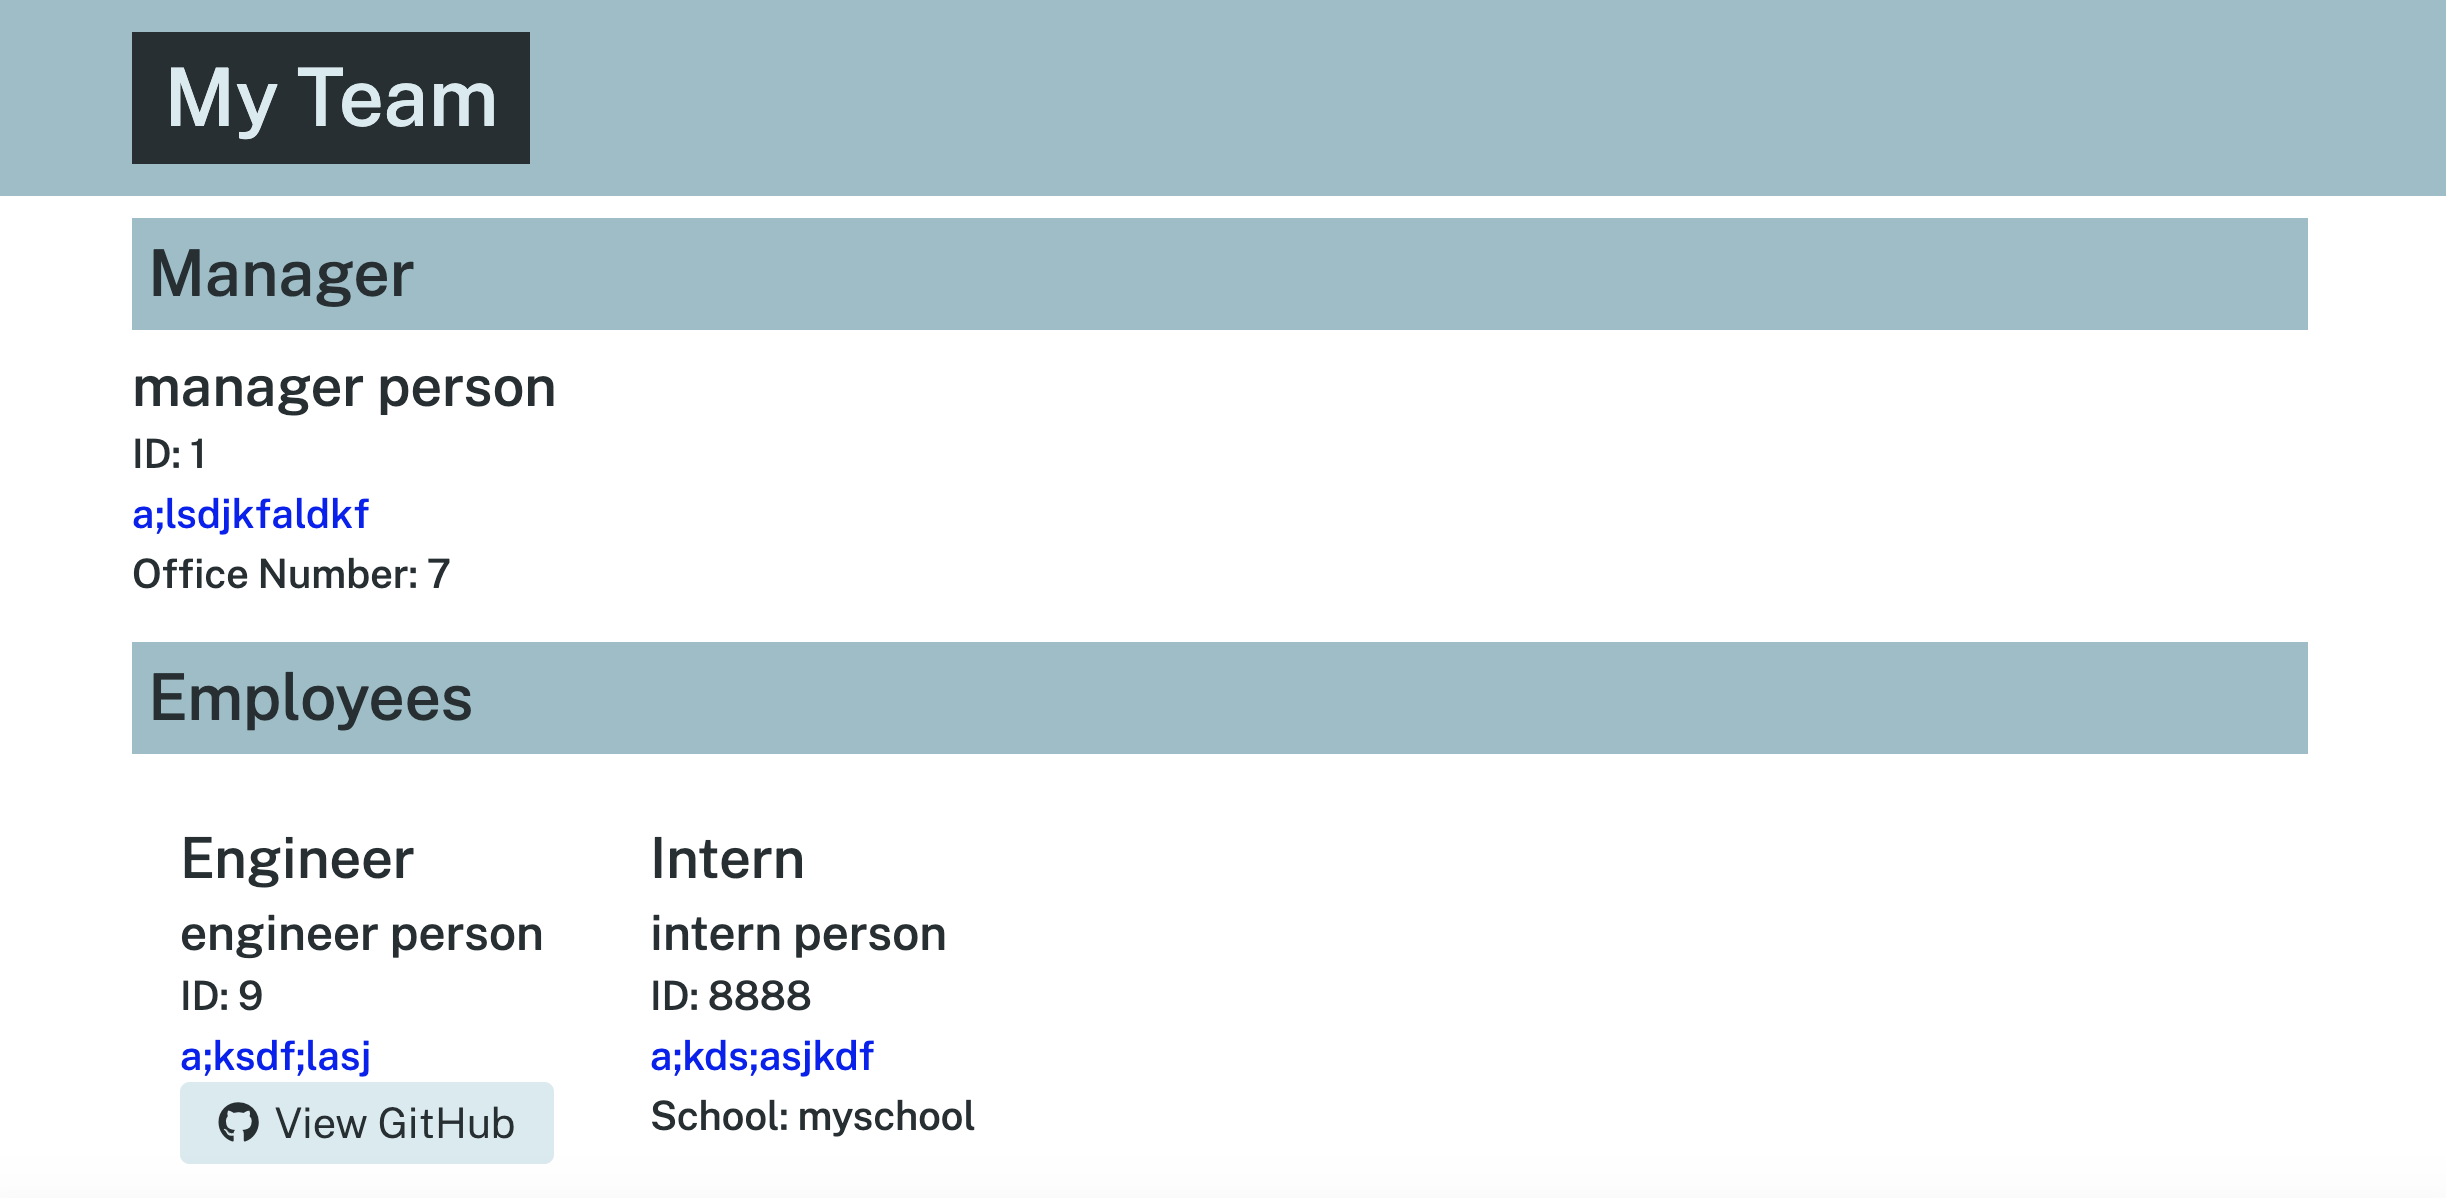 My Team
Manager
manager person
ID: 1
a;lsdjkfaldkf
Office Number: 7
Employees
Engineer
engineer person
ID: 9
a;ksdf;lasj
View GitHub
Intern
intern person
ID: 8888
a;kds;asjkdf
School: myschool